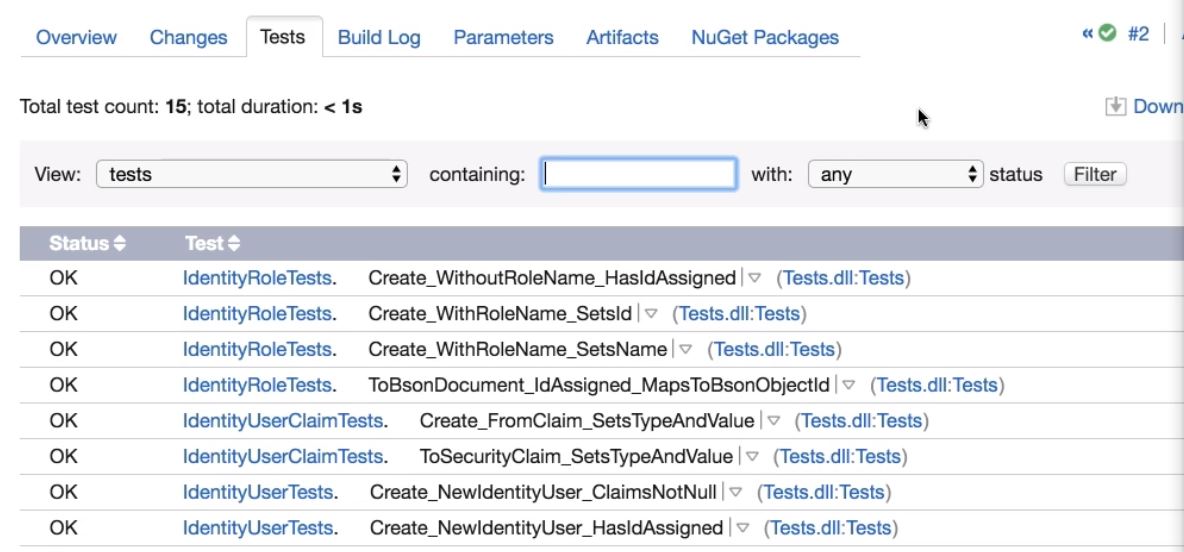 Overview Changes Tests Build Log Parameters Artifacts NuGet Packages « #2
Total test count: 15; total duration: < 1s Down
View: tests containing: with: any status Filter
Status Test
OK IdentityRoleTests. Create_WithoutRoleName_HasIdAssigned (Tests.dll:Tests)
OK IdentityRoleTests. Create_WithRoleName_SetsId (Tests.dll:Tests)
OK IdentityRoleTests. Create_WithRoleName_SetsName (Tests.dll:Tests)
OK IdentityRoleTests. ToBsonDocument_IdAssigned_MapsToBsonObjectId (Tests.dll:Tests)
OK IdentityUserClaimTests. Create_FromClaim_SetsTypeAndValue (Tests.dll:Tests)
OK IdentityUserClaimTests. ToSecurityClaim_SetsTypeAndValue (Tests.dll:Tests)
OK IdentityUserTests. Create_NewIdentityUser_ClaimsNotNull (Tests.dll:Tests)
OK IdentityUserTests. Create_NewIdentityUser_HasIdAssigned (Tests.dll:Tests)